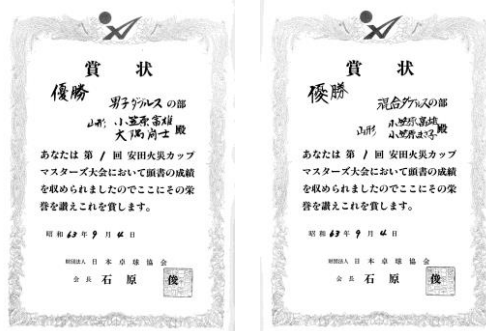 賞状
優勝
男子ダブルスの部
山形 小笠原富雄
大隅尚士 殿
あなたは 第 1 回 安田火災カップ
マスターズ大会において頭書の成績
を収められましたのでここにその栄
誉を讃えこれを賞します。
昭和 63 年 9 月 4 日
財団法人 日本卓球協会
会長 石原 俊
賞状
優勝
混合ダブルスの部
山形 小笠原富雄
小笠原 殿
あなたは 第 1 回 安田火災カップ
マスターズ大会において頭書の成績
を収められましたのでここにその栄
誉を讃えこれを賞します。
昭和 63 年 9 月 4 日
財団法人 日本卓球協会
会長 石原 俊